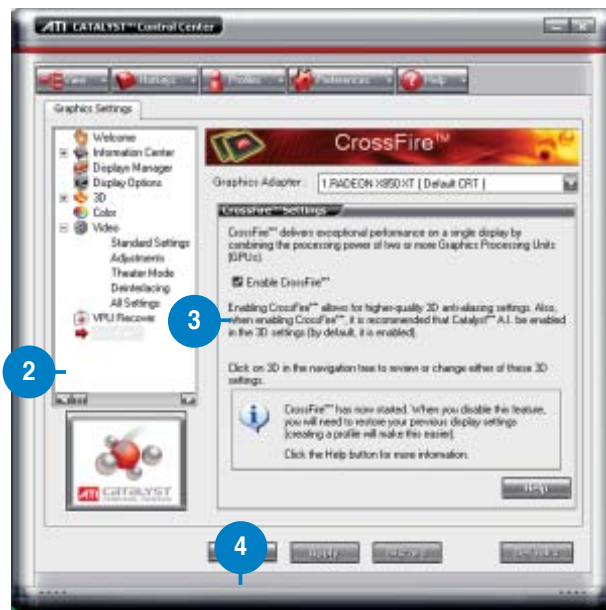 ATI CATALYST™ Control Center
View
Hotkeys
Profiles
Preferences
Help
Graphics Settings
Welcome
Information Center
Displays Manager
Display Options
3D
Color
Video
Standard Settings
Adjustments
Theater Mode
Deinterlacing
All Settings
VPU Recover
2
ATI CATALYST
CrossFire™
Graphics Adapter:
1.RADEON X850 XT [ Default CRT ]
CrossFire™ Settings
CrossFire™ delivers exceptional performance on a single display by
combining the processing power of two or more Graphics Processing Units
(GPUs).
Enable CrossFire™
3
Enabling CrossFire™ allows for higher-quality 3D anti-aliasing settings. Also,
when enabling CrossFire™, it is recommended that Catalyst™ A.I. be enabled
in the 3D settings (by default, it is enabled).
Click on 3D in the navigation tree to review or change either of these 3D
settings.
CrossFire™ has now started. When you disable this feature,
you will need to restore your previous display settings
(creating a profile will make this easier).
Click the Help button for more information.
Help
4
Apply
Discard
Defaults